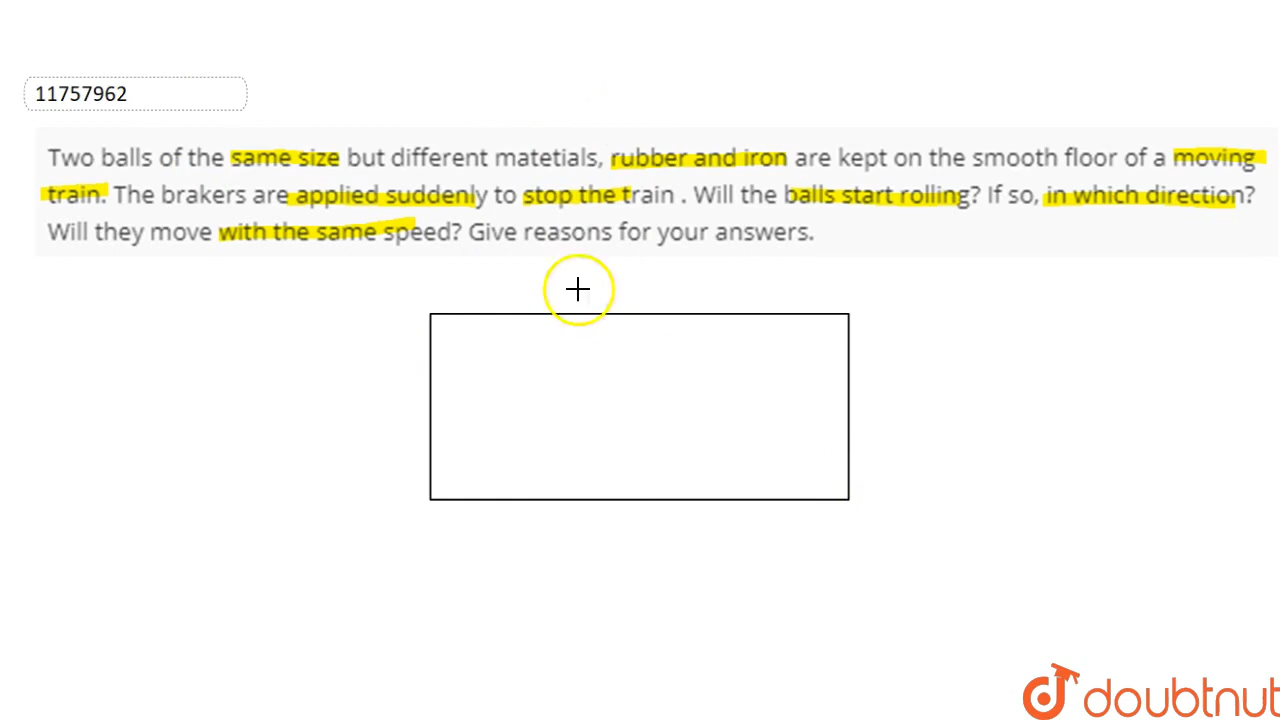 11757962
Two balls of the same size but different matetials, rubber and iron are kept on the smooth floor of a moving
train. The brakers are applied suddenly to stop the train . Will the balls start rolling? If so, in which direction?
Will they move with the same speed? Give reasons for your answers.
doubtnut